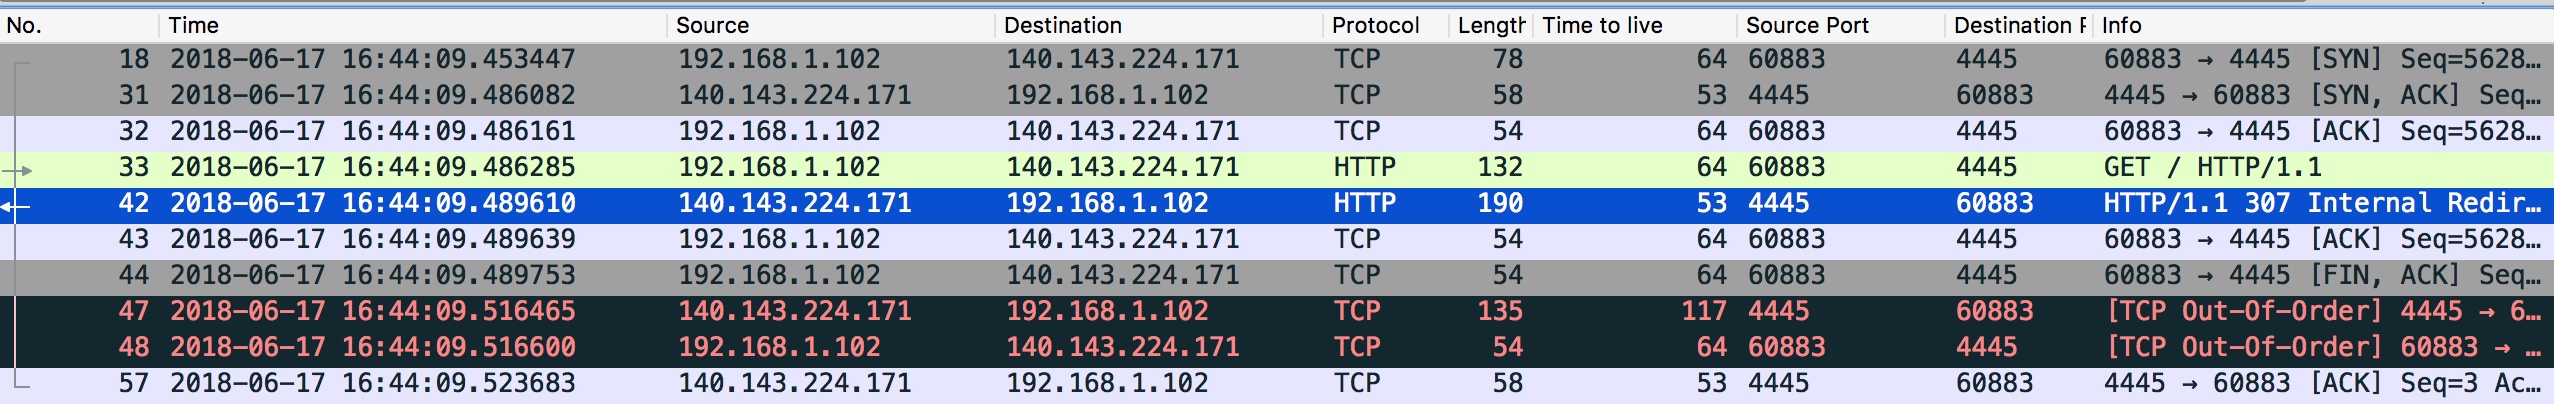 No. Time Source Destination Protocol Length Time to live Source Port Destination P Info
18 2018-06-17 16:44:09.453447 192.168.1.102 140.143.224.171 TCP 78 64 60883 4445 60883 → 4445 [SYN] Seq=5628…
31 2018-06-17 16:44:09.486082 140.143.224.171 192.168.1.102 TCP 58 53 4445 60883 4445 → 60883 [SYN, ACK] Seq…
32 2018-06-17 16:44:09.486161 192.168.1.102 140.143.224.171 TCP 54 64 60883 4445 60883 → 4445 [ACK] Seq=5628…
33 2018-06-17 16:44:09.486285 192.168.1.102 140.143.224.171 HTTP 132 64 60883 4445 GET / HTTP/1.1
42 2018-06-17 16:44:09.489610 140.143.224.171 192.168.1.102 HTTP 190 53 4445 60883 HTTP/1.1 307 Internal Redir…
43 2018-06-17 16:44:09.489639 192.168.1.102 140.143.224.171 TCP 54 64 60883 4445 60883 → 4445 [ACK] Seq=5628…
44 2018-06-17 16:44:09.489753 192.168.1.102 140.143.224.171 TCP 54 64 60883 4445 60883 → 4445 [FIN, ACK] Seq…
47 2018-06-17 16:44:09.516465 140.143.224.171 192.168.1.102 TCP 135 117 4445 60883 [TCP Out-Of-Order] 4445 → 6…
48 2018-06-17 16:44:09.516600 192.168.1.102 140.143.224.171 TCP 54 64 60883 4445 [TCP Out-Of-Order] 60883 → …
57 2018-06-17 16:44:09.523683 140.143.224.171 192.168.1.102 TCP 58 53 4445 60883 4445 → 60883 [ACK] Seq=3 Ac…